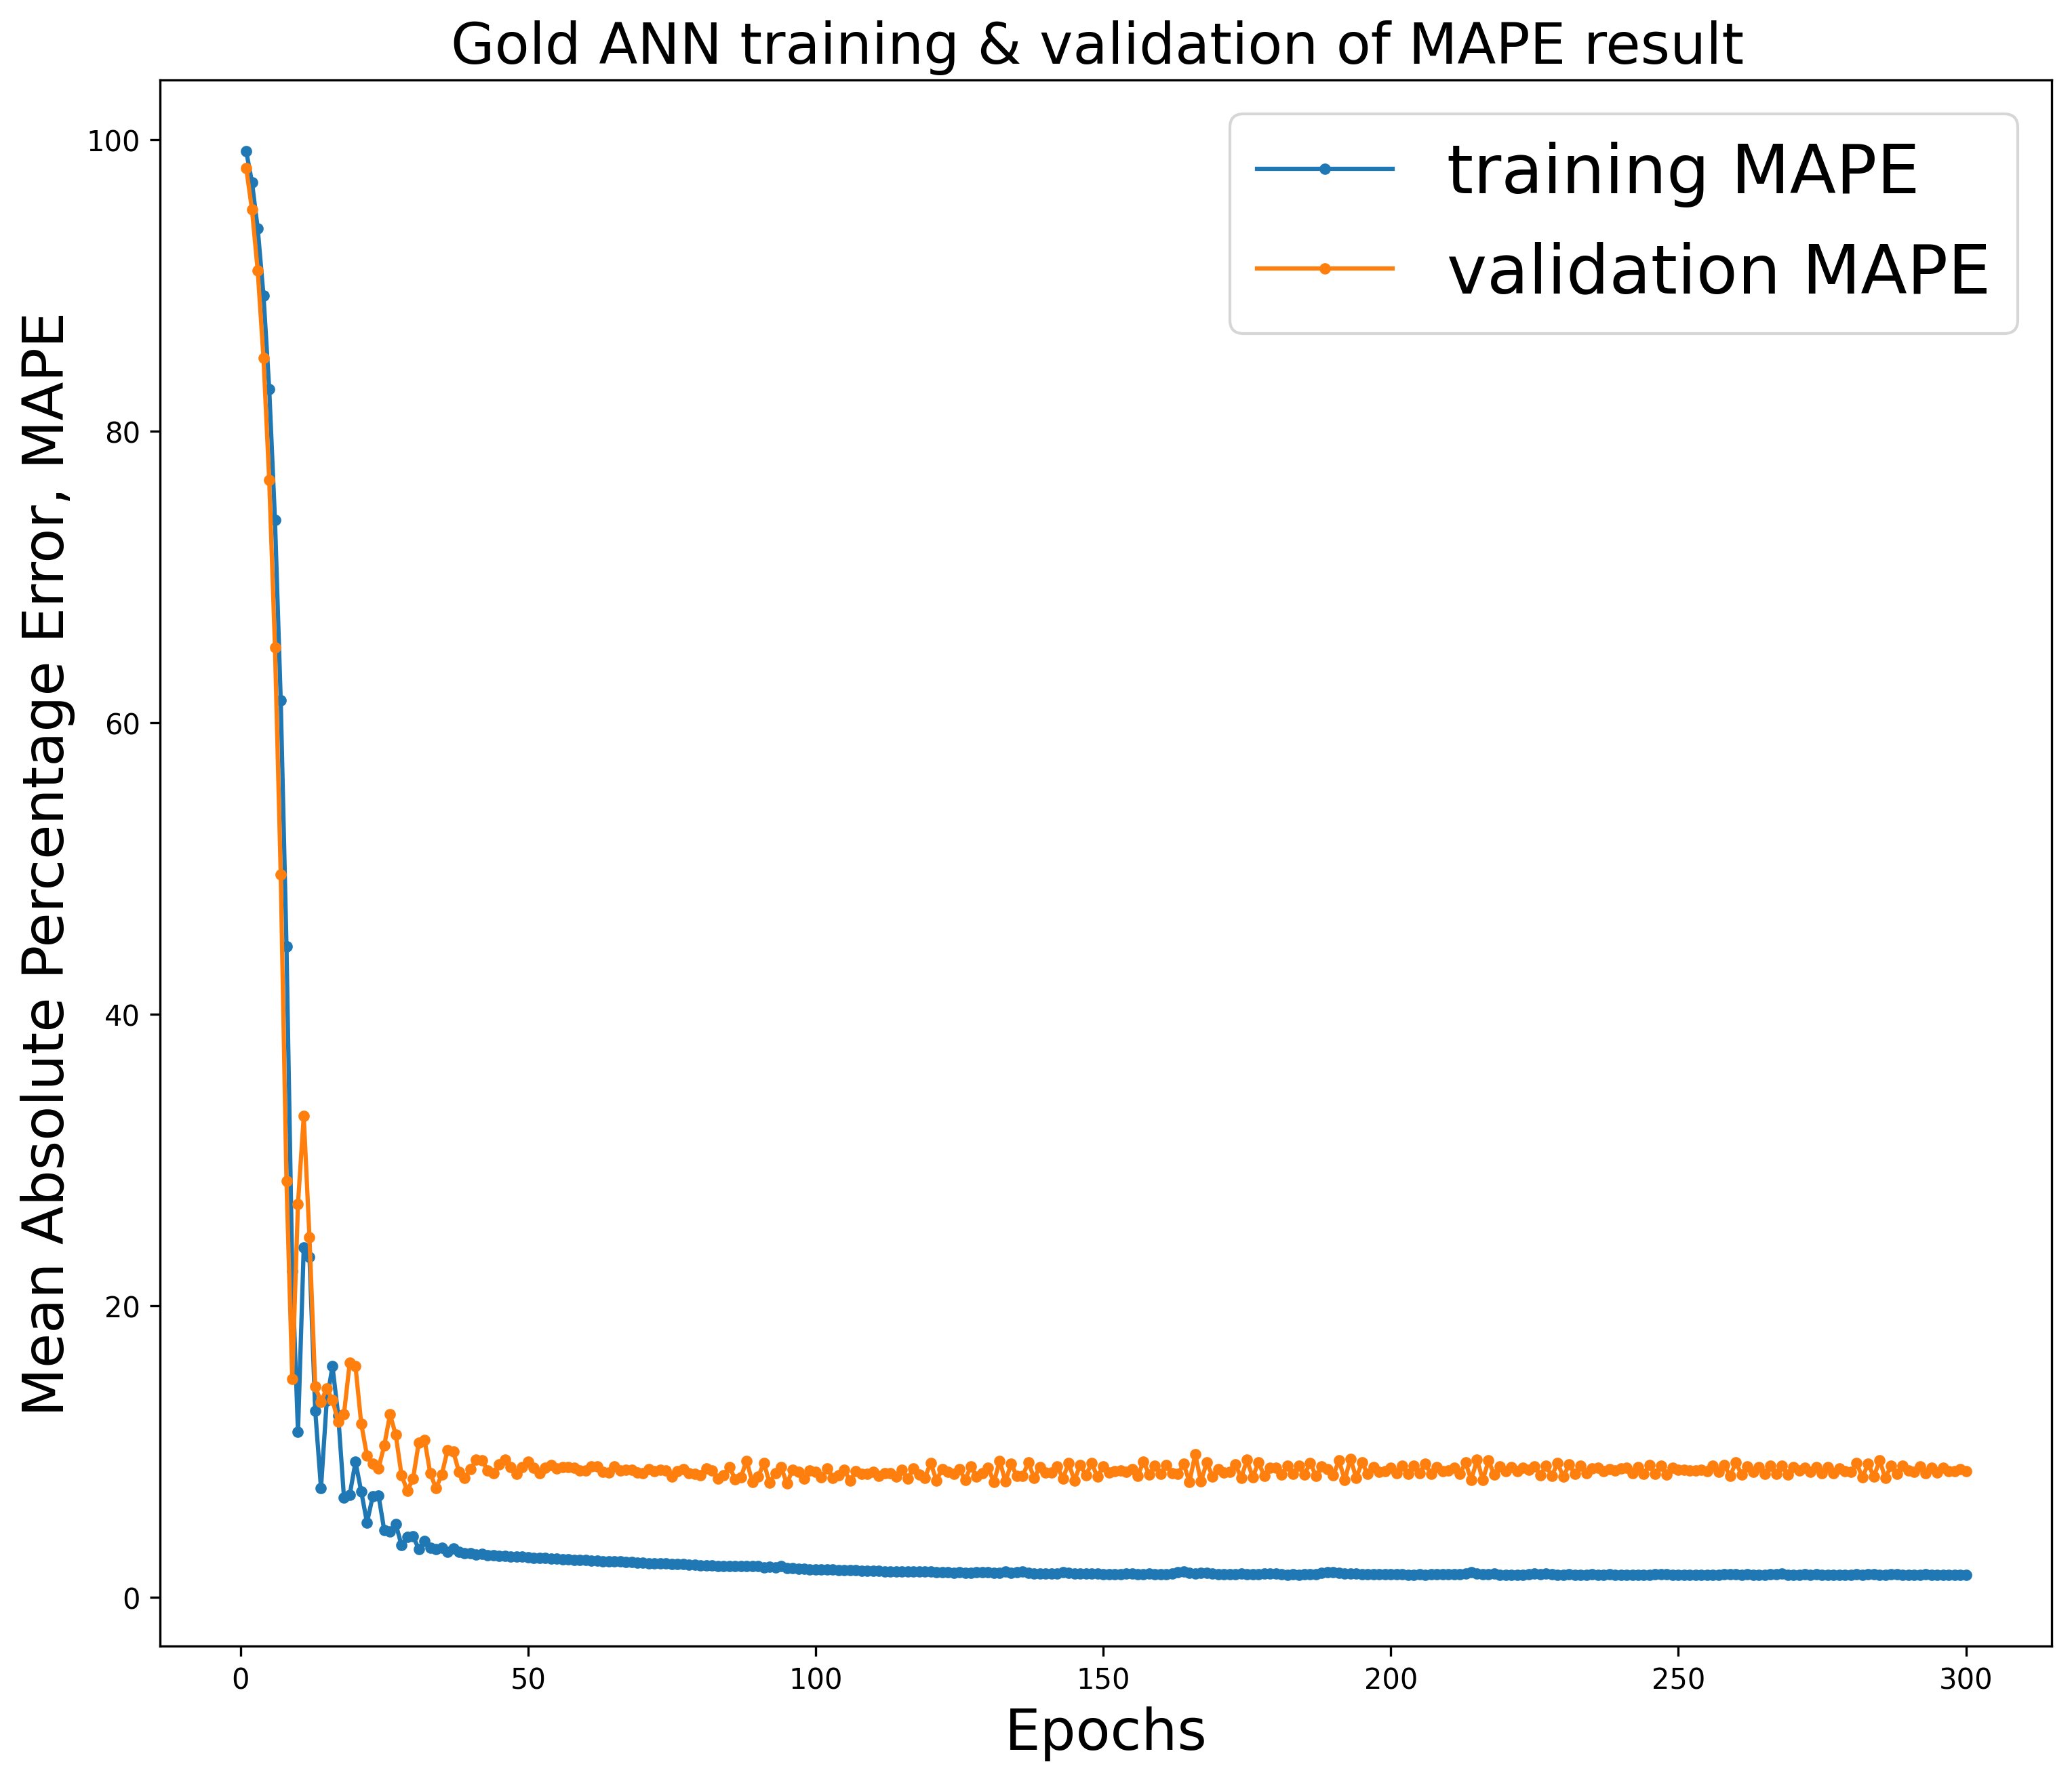 Gold ANN training & validation of MAPE result
training MAPE
validation MAPE
Mean Absolute Percentage Error, MAPE
100
80
60
40
20
0
0 50 100 150 200 250 300
Epochs